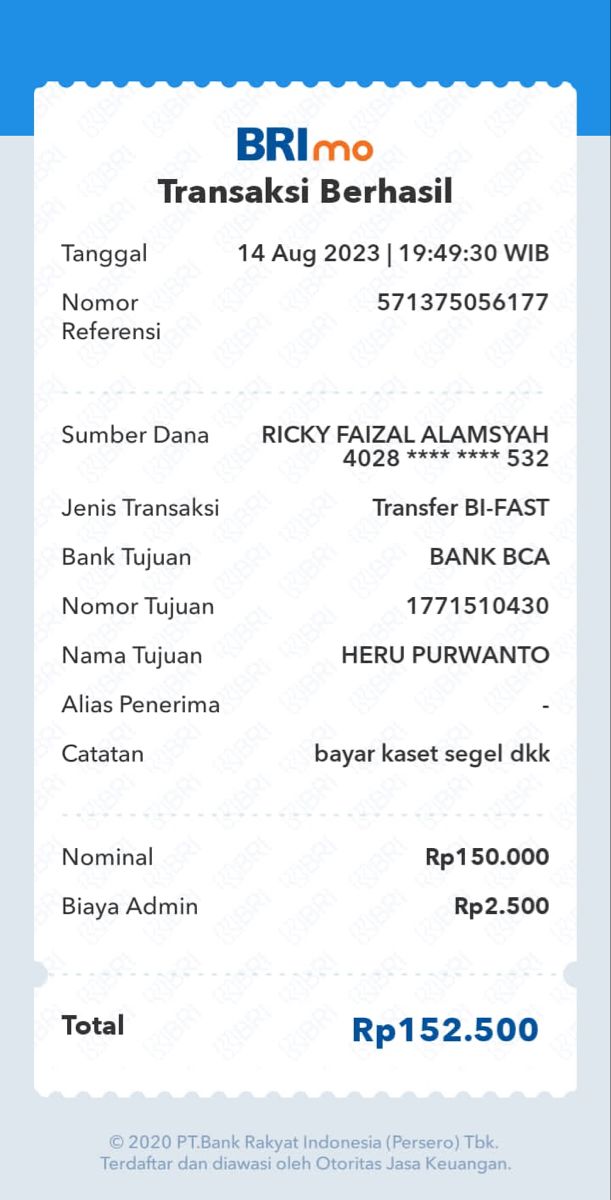 BRImo
Transaksi Berhasil
Tanggal 14 Aug 2023 | 19:49:30 WIB
Nomor Referensi 571375056177
Sumber Dana RICKY FAIZAL ALAMSYAH
4028 **** **** 532
Jenis Transaksi Transfer BI-FAST
Bank Tujuan BANK BCA
Nomor Tujuan 1771510430
Nama Tujuan HERU PURWANTO
Alias Penerima -
Catatan bayar kaset segel dkk
Nominal Rp150.000
Biaya Admin Rp2.500
Total Rp152.500
© 2020 PT.Bank Rakyat Indonesia (Persero) Tbk.
Terdaftar dan diawasi oleh Otoritas Jasa Keuangan.